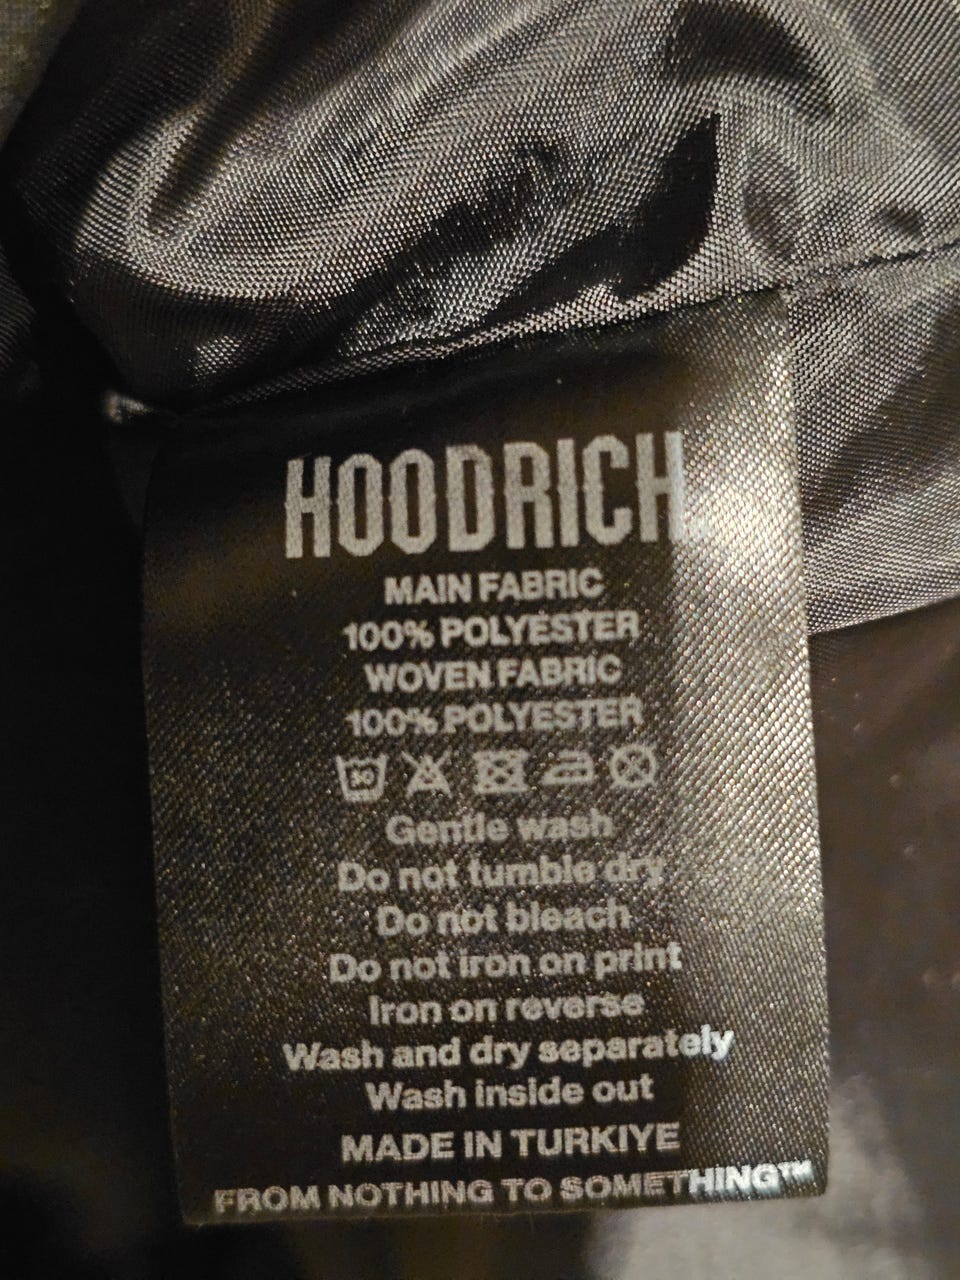 HOODRICH
MAIN FABRIC
100% POLYESTER
WOVEN FABRIC
100% POLYESTER
30
Gentle wash
Do not tumble dry
Do not bleach
Do not iron on print
Iron on reverse
Wash and dry separately
Wash inside out
MADE IN TURKIYE
FROM NOTHING TO SOMETHING™